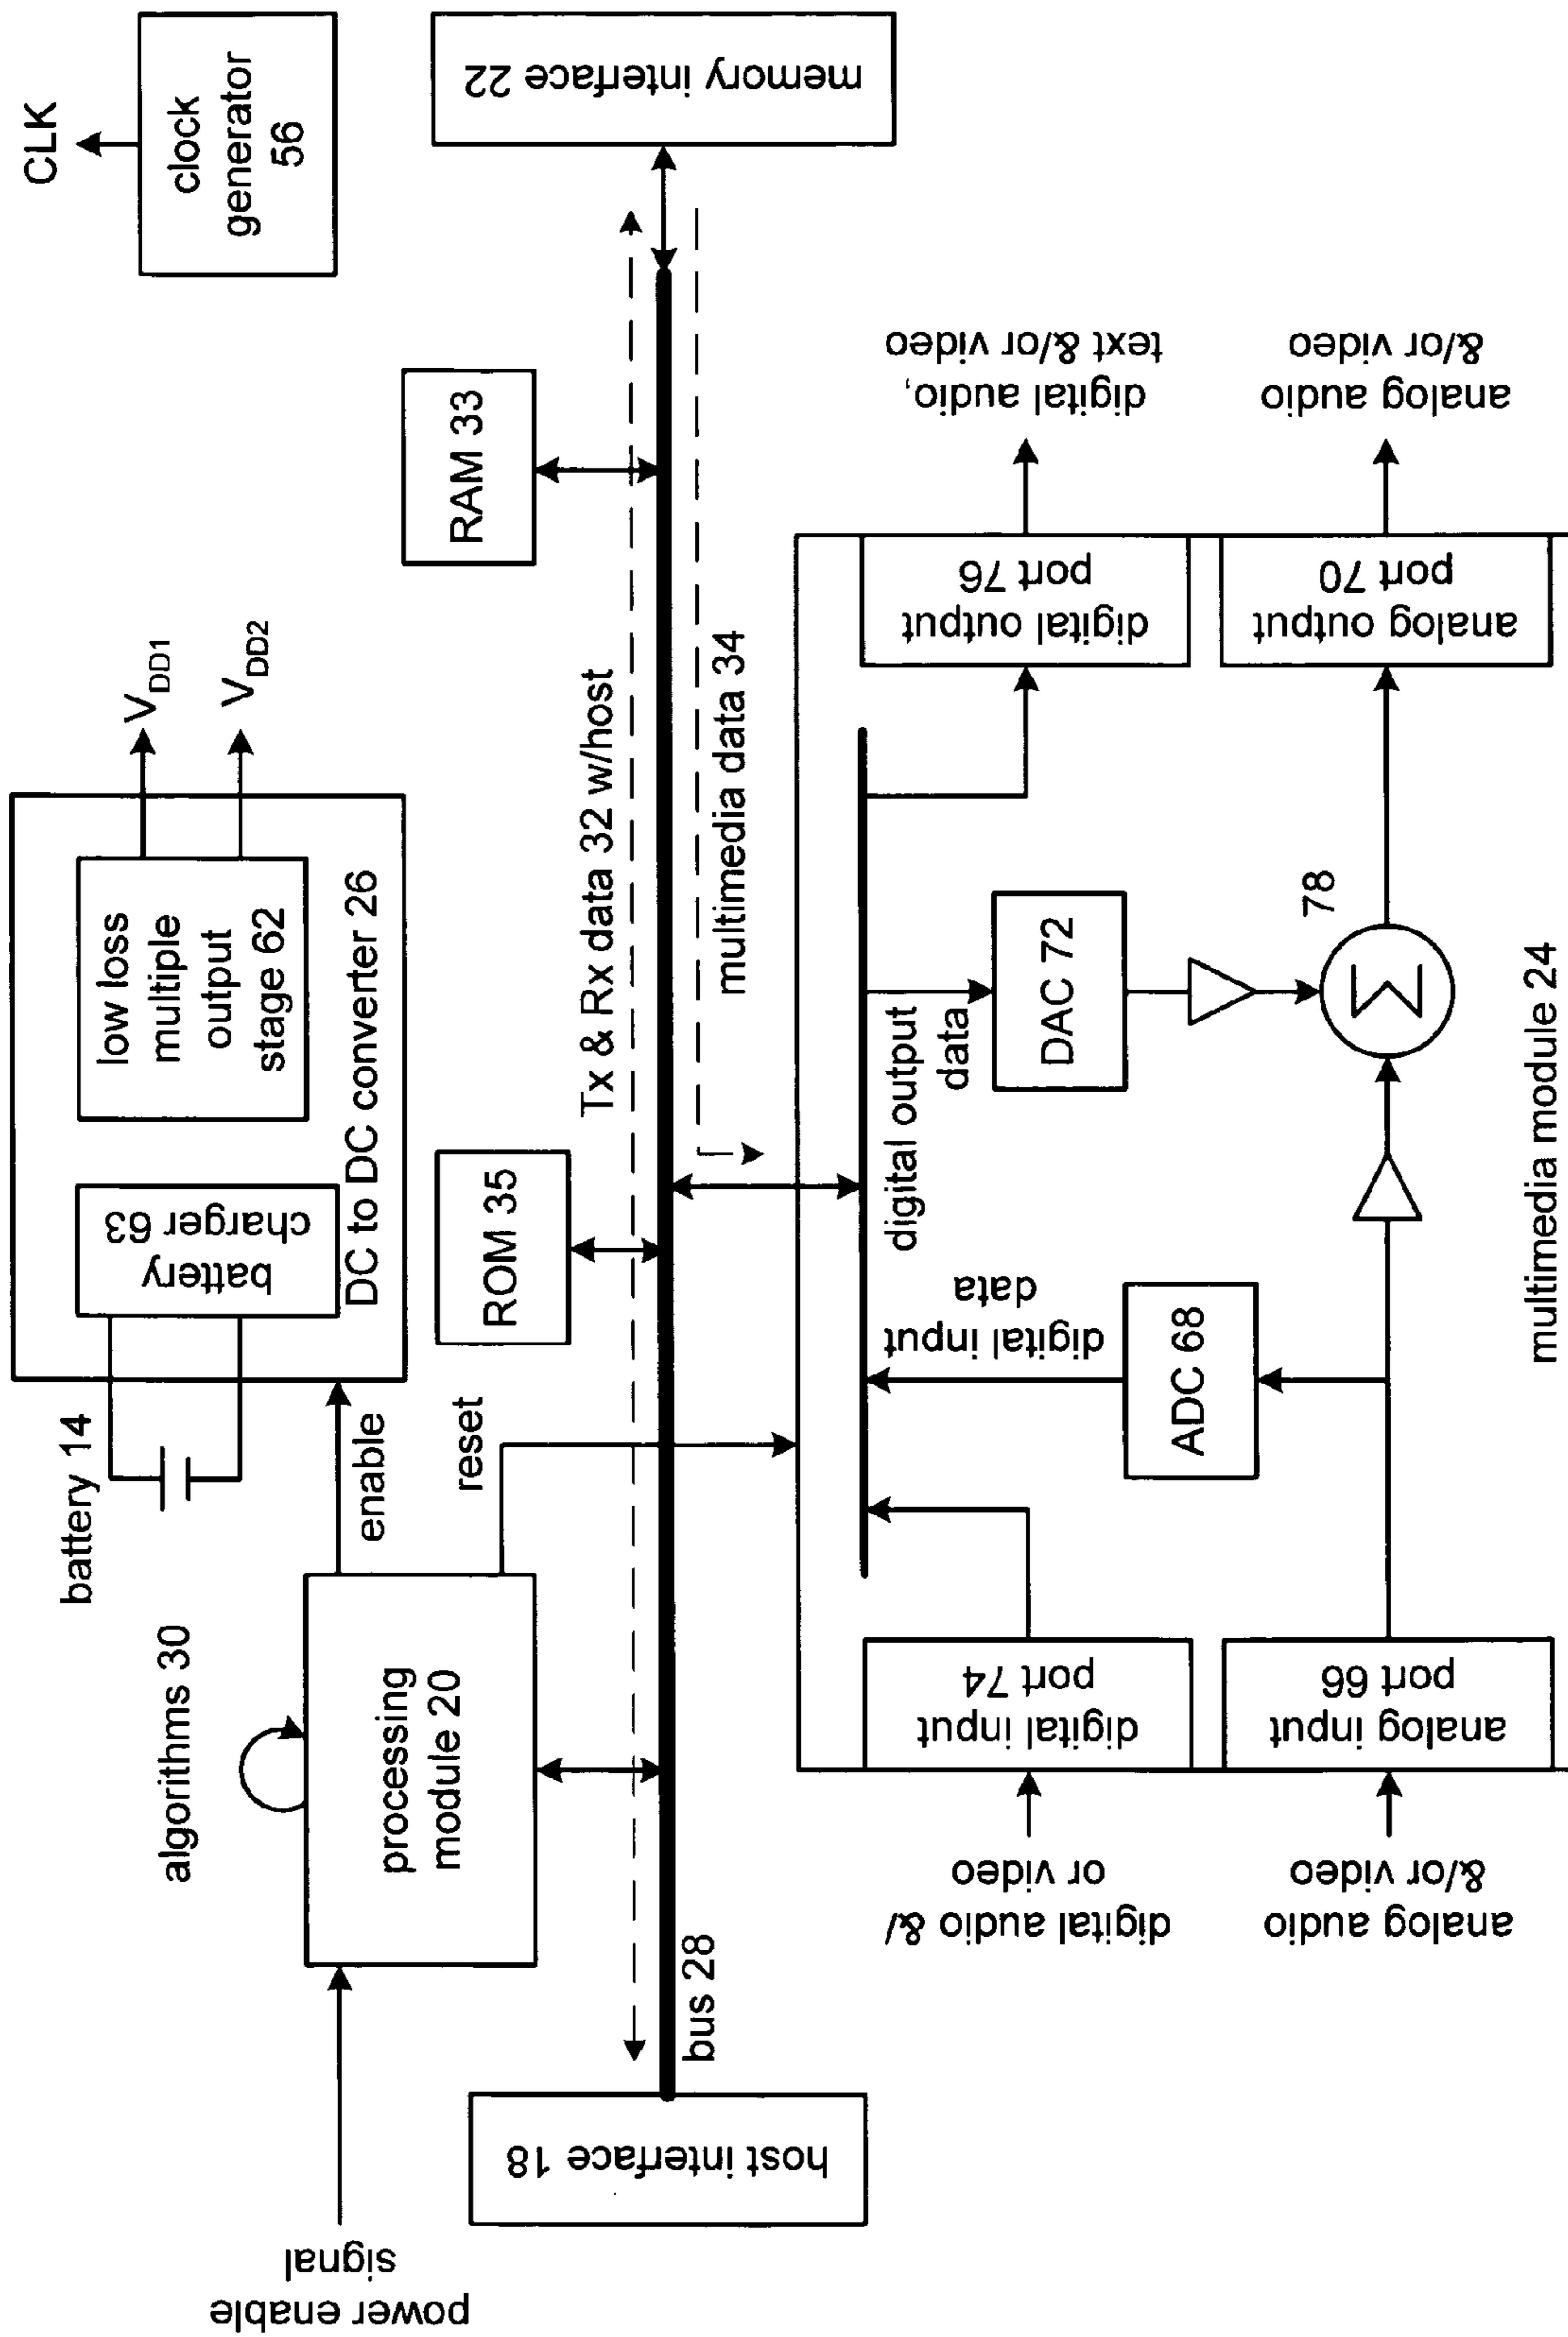 CLK
clock
generator
56
memory interface 22
RAM 33
V_DD1
V_DD2
low loss
multiple
output
stage 62
battery
charger 63
DC to DC converter 26
battery 14
enable
reset
algorithms 30
processing
module 20
power enable
signal
ROM 35
Tx & Rx data 32 w/host
multimedia data 34
bus 28
host interface 18
digital audio &/
or video
analog audio
&/or video
digital input
port 74
analog input
port 66
digital input
data
ADC 68
digital output
data
DAC 72
78
Σ
digital output
port 76
analog output
port 70
digital audio,
text &/or video
analog audio
&/or video
multimedia module 24